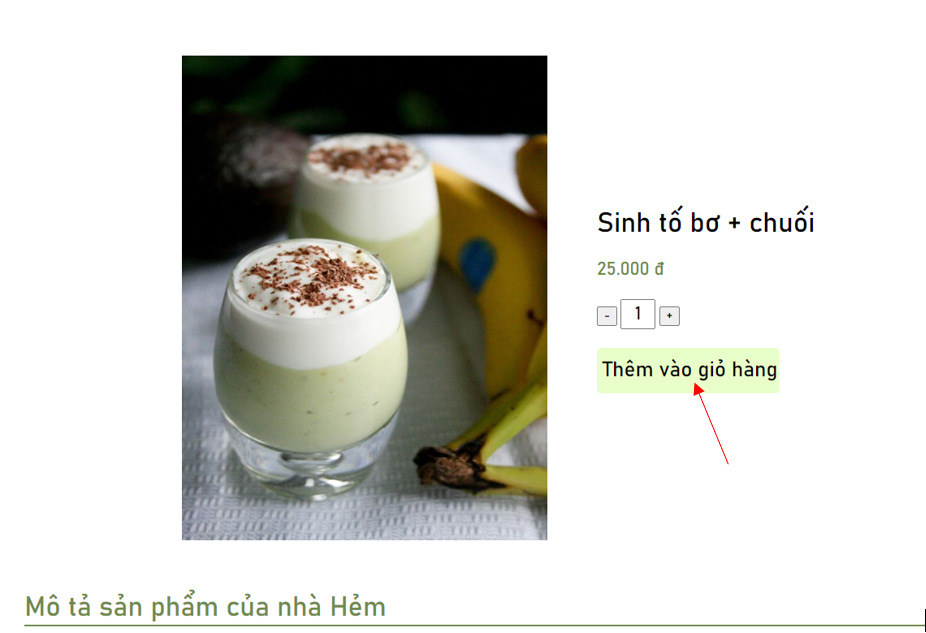 Sinh tố bơ + chuối
25.000 đ
- 1 +
Thêm vào giỏ hàng
Mô tả sản phẩm của nhà Hẻm